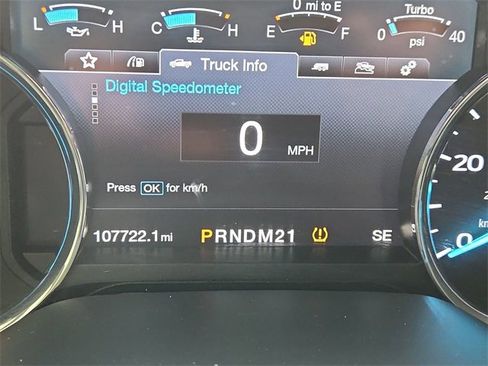 0 mi to E
Turbo
L H C H E F 0 40
psi
Truck Info
Digital Speedometer
0 MPH
Press OK for km/h
20
107722.1 mi PRNDM21 SE
0